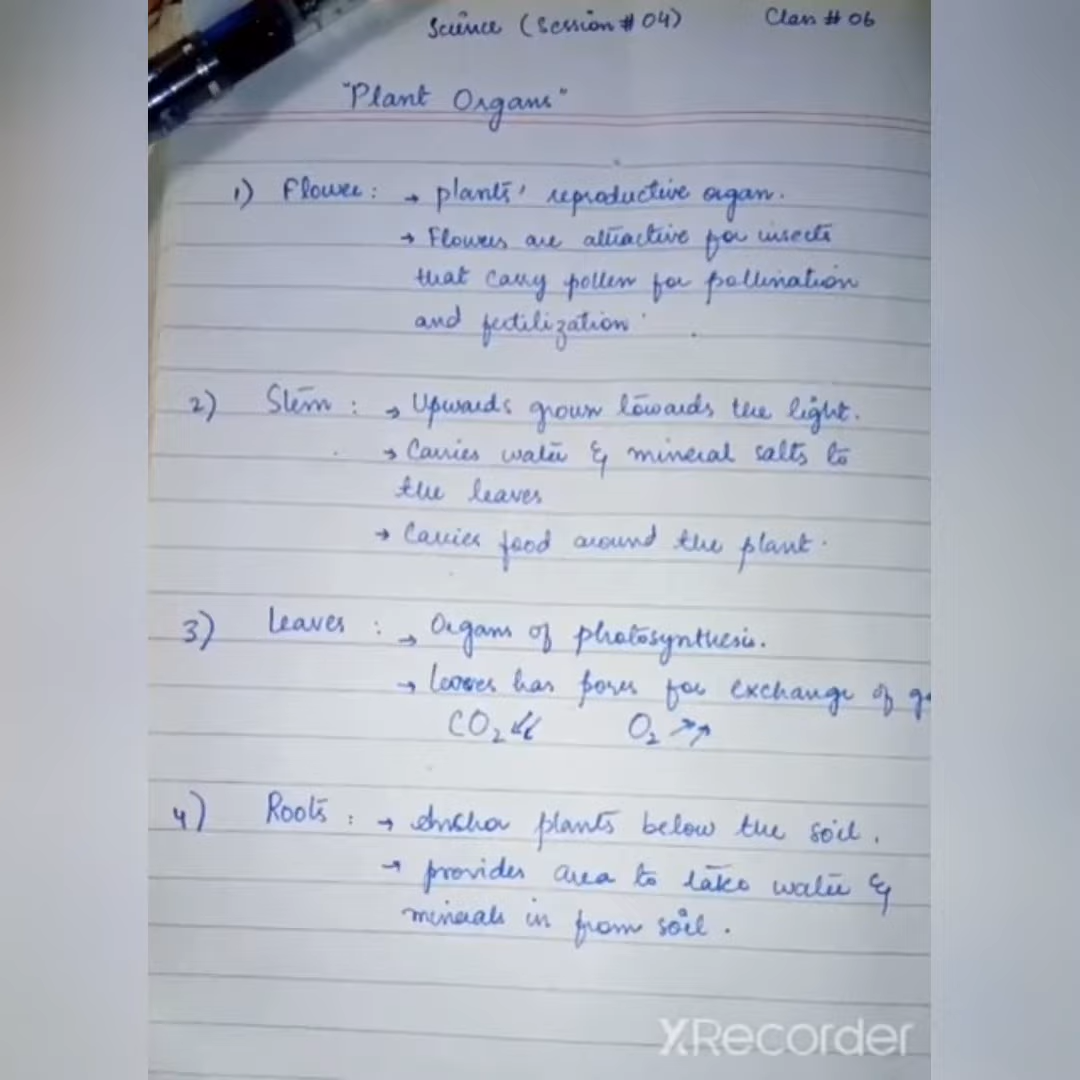 Science (Session # 04) Class # 06
"Plant Organs"
1) Flower : → plants' reproductive organ.
→ Flowers are attractive for insects
that carry pollen for pollination
and fertilization
2) Stem : → Upwards grown towards the light.
→ Carries water & mineral salts to
the leaves
→ Carries food around the plant.
3) Leaves : → Organs of photosynthesis.
→ leaves has pores for exchange of
CO₂ ↙↙ O₂ ↗↗
4) Roots : → Anchor plants below the soil.
→ provides area to take water &
minerals in from soil.
XRecorder